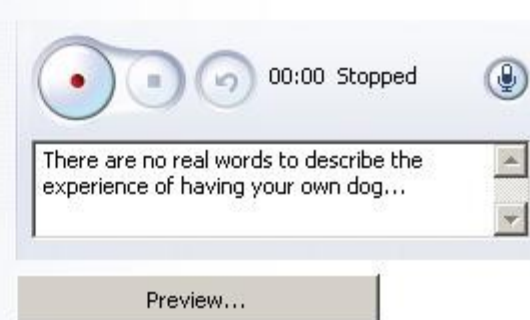 00:00 Stopped
There are no real words to describe the
experience of having your own dog...
Preview...